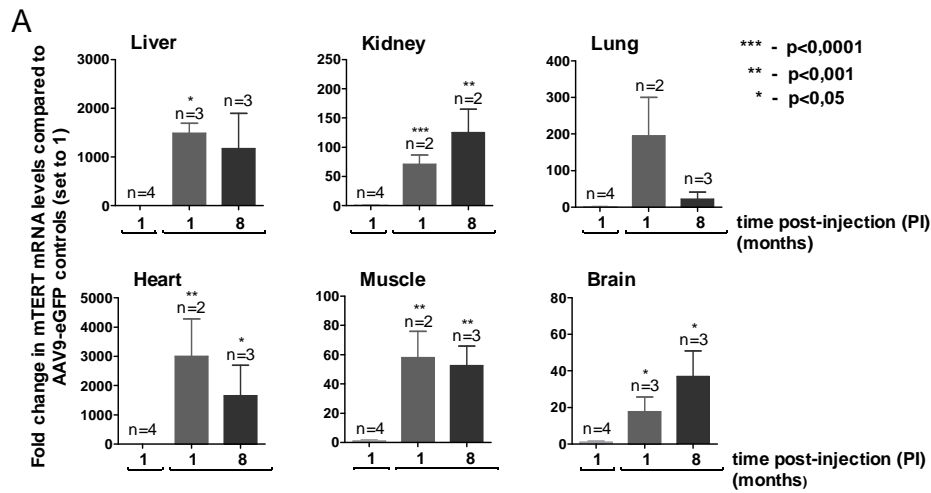 A
Fold change in mTERT mRNA levels compared to
AAV9-eGFP controls (set to 1)
Liver
2000
1000
3000
0
n=4
*
n=3
n=3
1
1
8
Kidney
200
150
100
50
25
0
n=4
***
n=2
**
n=2
1
1
8
Lung
400
300
200
100
0
n=4
n=2
n=3
1
1
8
*** - p<0,0001
** - p<0,001
* - p<0,05
time post-injection (PI)
(months)
Heart
5000
4000
3000
2000
1000
0
n=4
**
n=2
*
n=3
1
1
8
Muscle
100
80
60
40
20
0
n=4
**
n=2
**
n=3
1
1
8
Brain
80
60
40
20
0
n=4
*
n=3
*
n=3
1
1
8
time post-injection (PI)
(months)